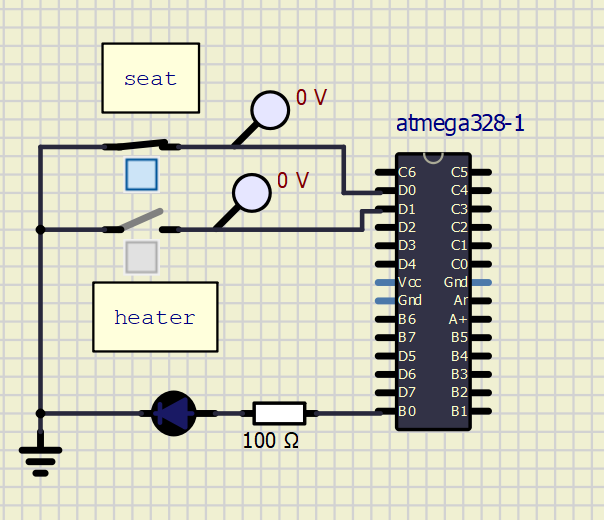 seat
0 V
atmega328-1
0 V
heater
100 Ω
C6 C5
D0 C4
D1 C3
D2 C2
D3 C1
D4 C0
Vcc Gnd
Gnd Ar
B6 A+
B7 B5
D5 B4
D6 B3
D7 B2
B0 B1